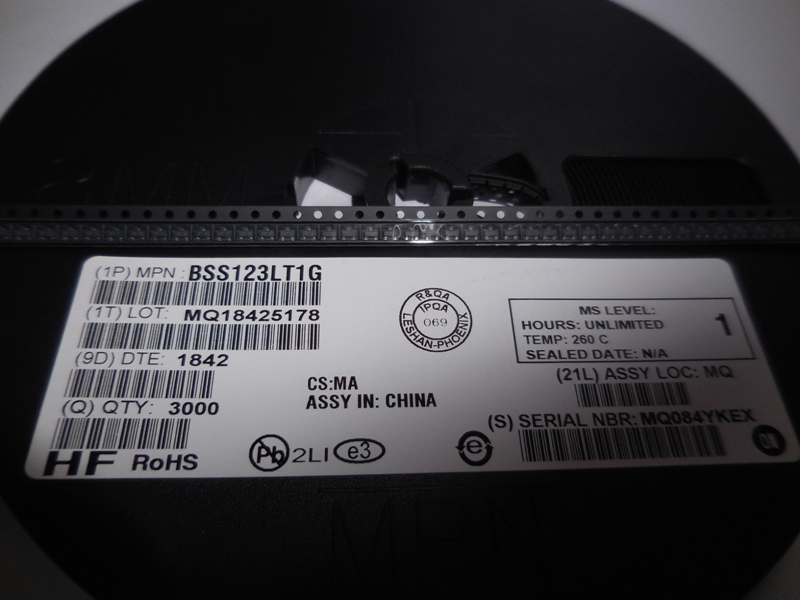 (1P) MPN : BSS123LT1G
(1T) LOT: MQ18425178
(9D) DTE: 1842
(Q) QTY: 3000
HF RoHS
Pb 2LI e3
CS:MA
ASSY IN: CHINA
R&QA
IPQA
069
LESHAN-PHOENIX
MS LEVEL: 1
HOURS: UNLIMITED
TEMP: 260 C
SEALED DATE: N/A
(21L) ASSY LOC: MQ
(S) SERIAL NBR: MQ084YKEX
e
MPN